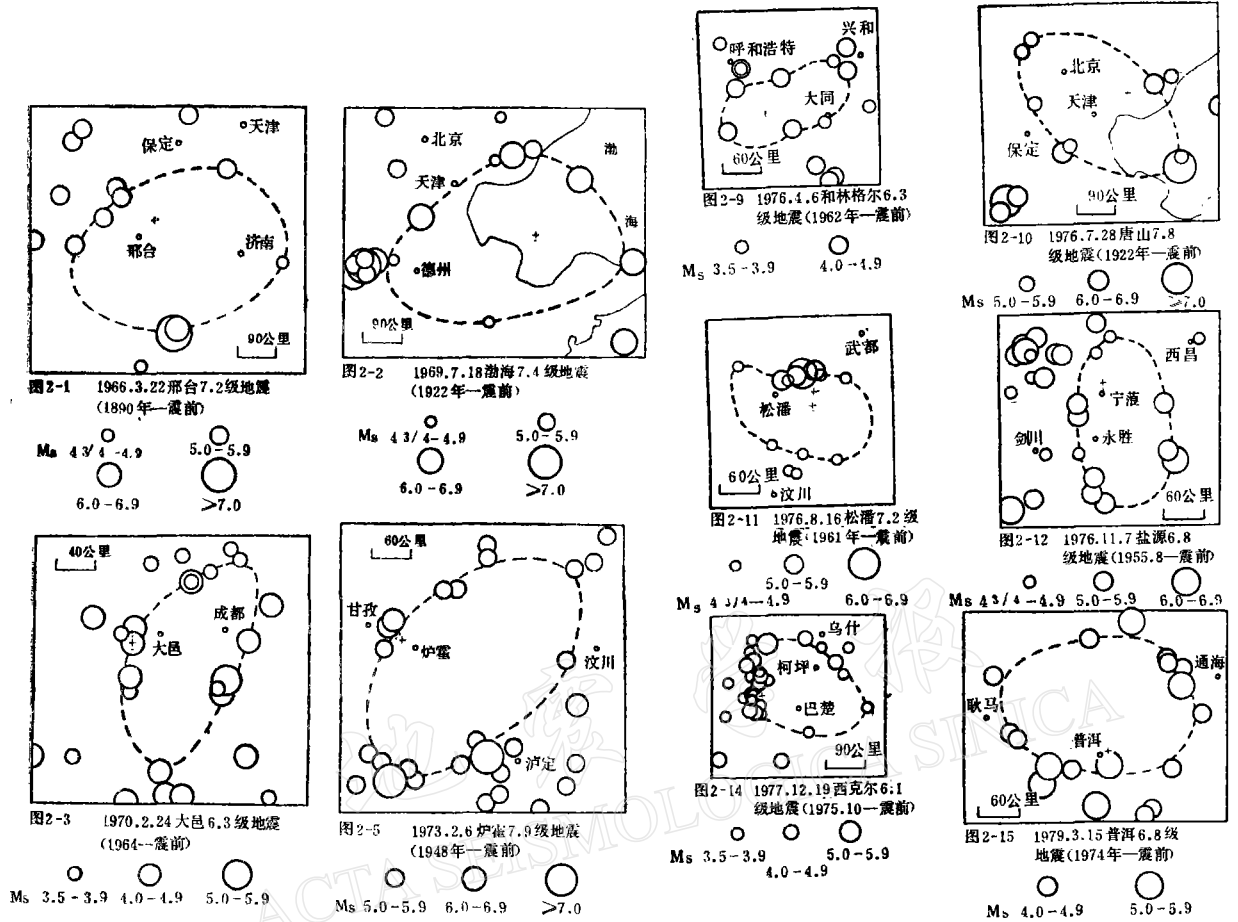 天津
保定
邢台
济南
90公里
图2-1 1966.3.22邢台7.2级地震
(1890年—震前)
Ms 4 3/4 -4.9 5.0-5.9
6.0-6.9 ⩾7.0
北京
渤
天津
海
德州
90公里
图2-2 1969.7.18渤海7.4级地震
(1922年—震前)
Ms 4 3/4-4.9 5.0-5.9
6.0-6.9 ⩾7.0
40公里
成都
大邑
图2-3 1970.2.24大邑6.3级地震
(1964—震前)
Ms 3.5-3.9 4.0-4.9 5.0-5.9
60公里
甘孜
炉霍
汶川
泸定
图2-5 1973.2.6炉霍7.9级地震
(1948年—震前)
Ms 5.0-5.9 6.0-6.9 ⩾7.0
兴和
呼和浩特
大同
60公里
图2-9 1976.4.6和林格尔6.3
级地震(1962年—震前)
Ms 3.5-3.9 4.0-4.9
北京
天津
保定
90公里
图2-10 1976.7.28唐山7.8
级地震(1922年—震前)
Ms 5.0-5.9 6.0-6.9 ⩾7.0
武都
松潘
60公里
汶川
图2-11 1976.8.16松潘7.2级
地震(1961年—震前)
5.0-5.9
Ms 4 3/4-4.9 6.0-6.9
西昌
宁蒗
剑川
永胜
60公里
图2-12 1976.11.7盐源6.8
级地震(1955.8—震前)
Ms 4 3/4-4.9 5.0-5.9 6.0-6.9
乌什
柯坪
巴楚
90公里
图2-14 1977.12.19西克尔6.1
级地震(1975.10—震前)
Ms 3.5-3.9 5.0-5.9
4.0-4.9
通海
耿马
普洱
60公里
图2-15 1979.3.15普洱6.8级
地震(1974年—震前)
Ms 4.0-4.9 5.0-5.9
地震学报
ACTA SEISMOLOGICA SINICA